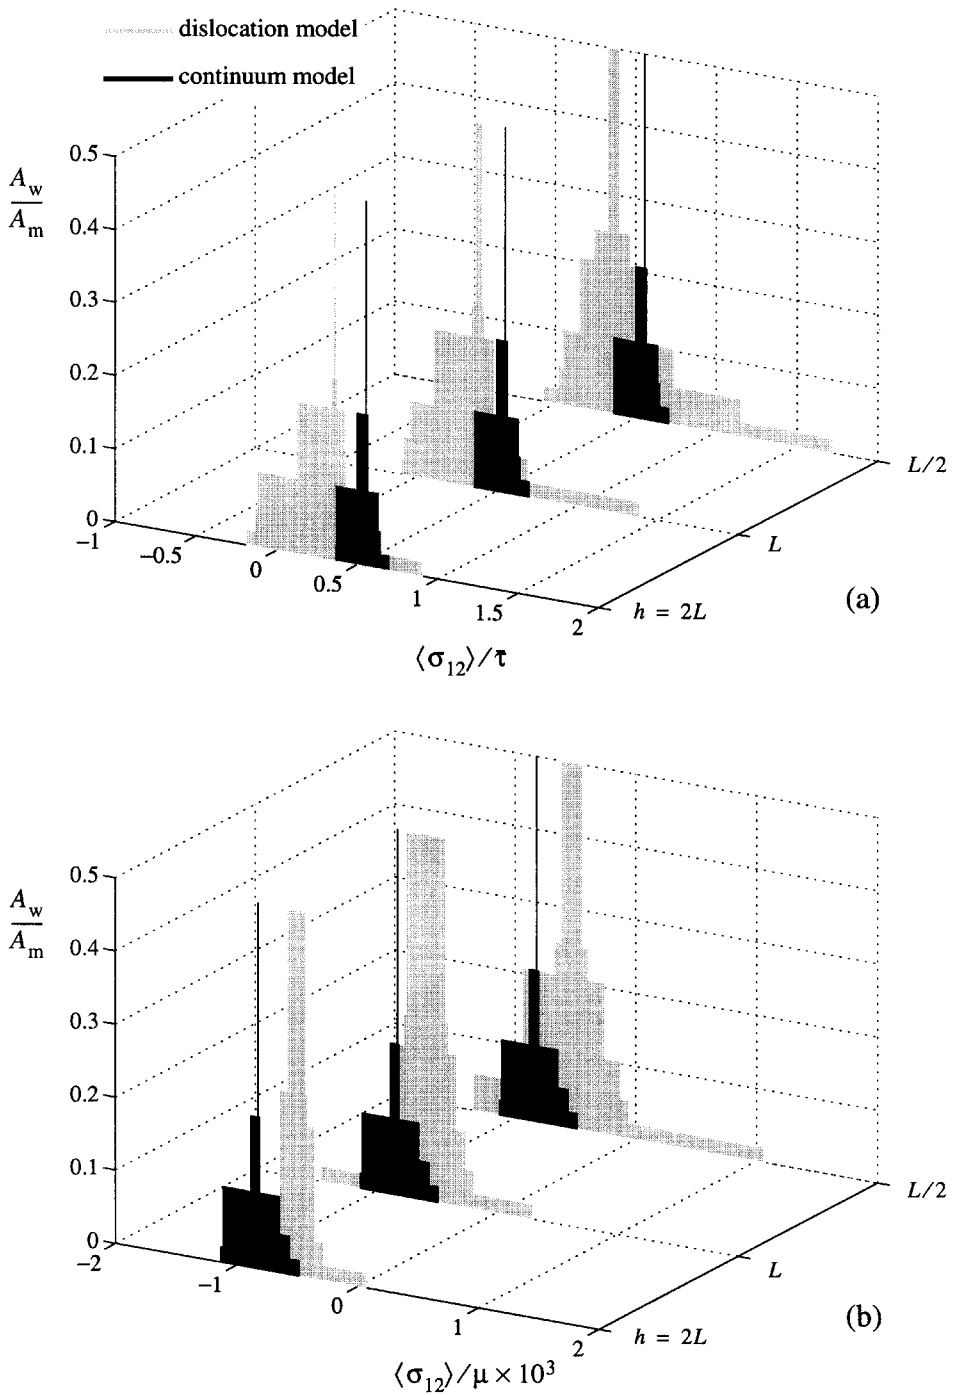 dislocation model
continuum model
A_w
A_m
0.5
0.4
0.3
0.2
0.1
0
−1
−0.5
0
0.5
1
1.5
2
L/2
L
h = 2L
(a)
⟨σ₁₂⟩/τ̄
A_w
A_m
0.5
0.4
0.3
0.2
0.1
0
−2
−1
0
1
2
L/2
L
h = 2L
(b)
⟨σ₁₂⟩/μ × 10³